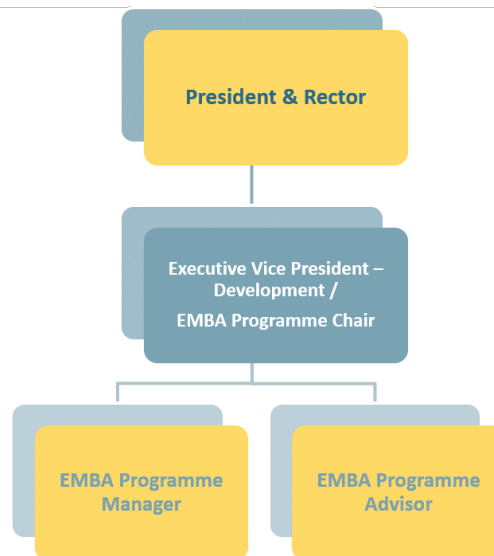 President & Rector
Executive Vice President –
Development /
EMBA Programme Chair
EMBA Programme
Manager
EMBA Programme
Advisor